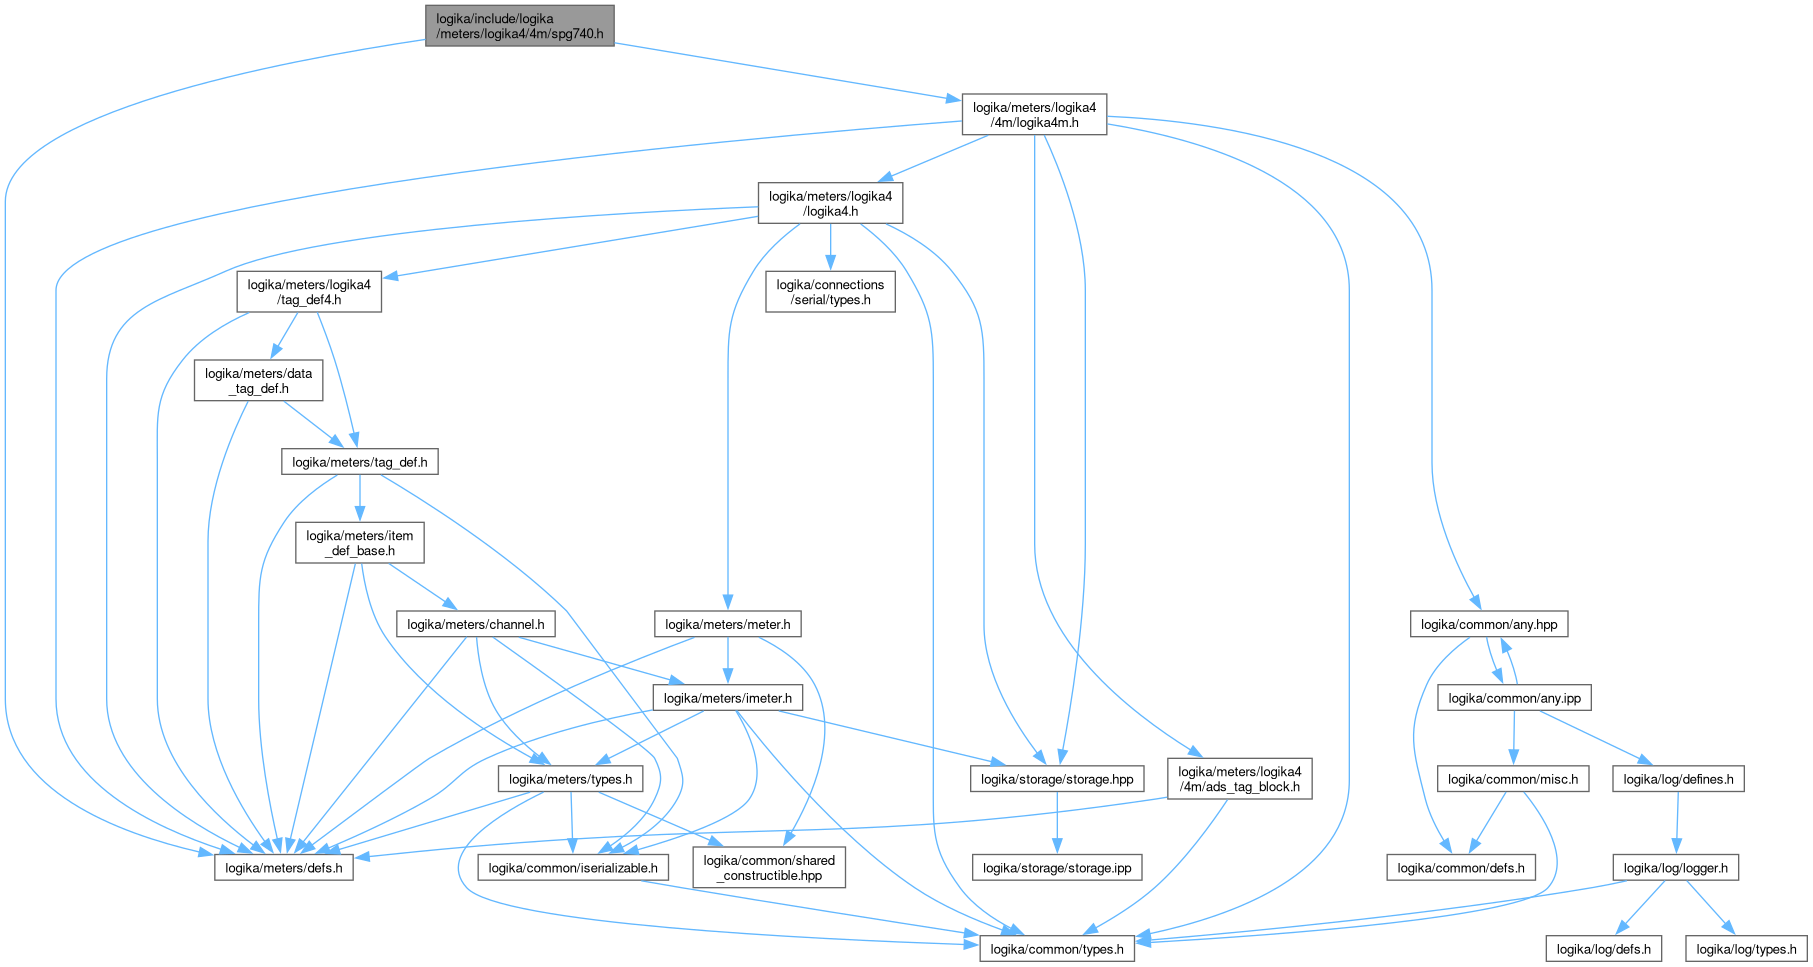 logika/include/logika
/meters/logika4/4m/spg740.h
logika/meters/logika4
/4m/logika4m.h
logika/meters/logika4
/logika4.h
logika/meters/logika4
/tag_def4.h
logika/connections
/serial/types.h
logika/meters/data
_tag_def.h
logika/meters/tag_def.h
logika/meters/item
_def_base.h
logika/meters/channel.h
logika/meters/meter.h
logika/common/any.hpp
logika/meters/imeter.h
logika/common/any.ipp
logika/meters/types.h
logika/storage/storage.hpp
logika/meters/logika4
/4m/ads_tag_block.h
logika/common/misc.h
logika/log/defines.h
logika/meters/defs.h
logika/common/iserializable.h
logika/common/shared
_constructible.hpp
logika/storage/storage.ipp
logika/common/defs.h
logika/log/logger.h
logika/common/types.h
logika/log/defs.h
logika/log/types.h